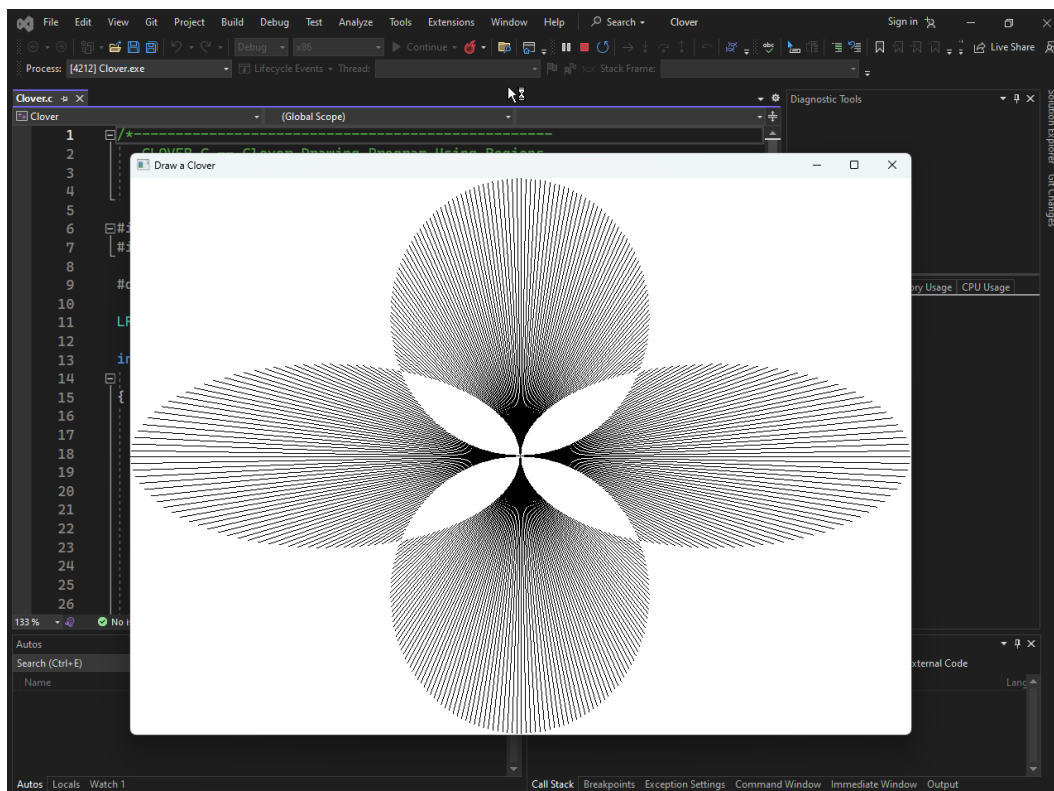 File Edit View Git Project Build Debug Test Analyze Tools Extensions Window Help Search Clover Sign in
Debug x86 Continue Live Share
Process: [4212] Clover.exe Lifecycle Events Thread: Stack Frame:
Clover.c
Diagnostic Tools
Clover (Global Scope)
Solution Explorer
Git Changes
1 /*--------------------------------------------------
2 CLOVER.C -- Clover Drawing Program Using Regions
Draw a Clover
3
4
5
6 #i
7 #i
8
9 #d
10
11 LR
12
13 in
14
15 {
16
17
18
19
20
21
22
23
24
25
26
ory Usage CPU Usage
133 % No i
Autos
Search (Ctrl+E)
Name
xternal Code
Lang
Autos Locals Watch 1
Call Stack Breakpoints Exception Settings Command Window Immediate Window Output